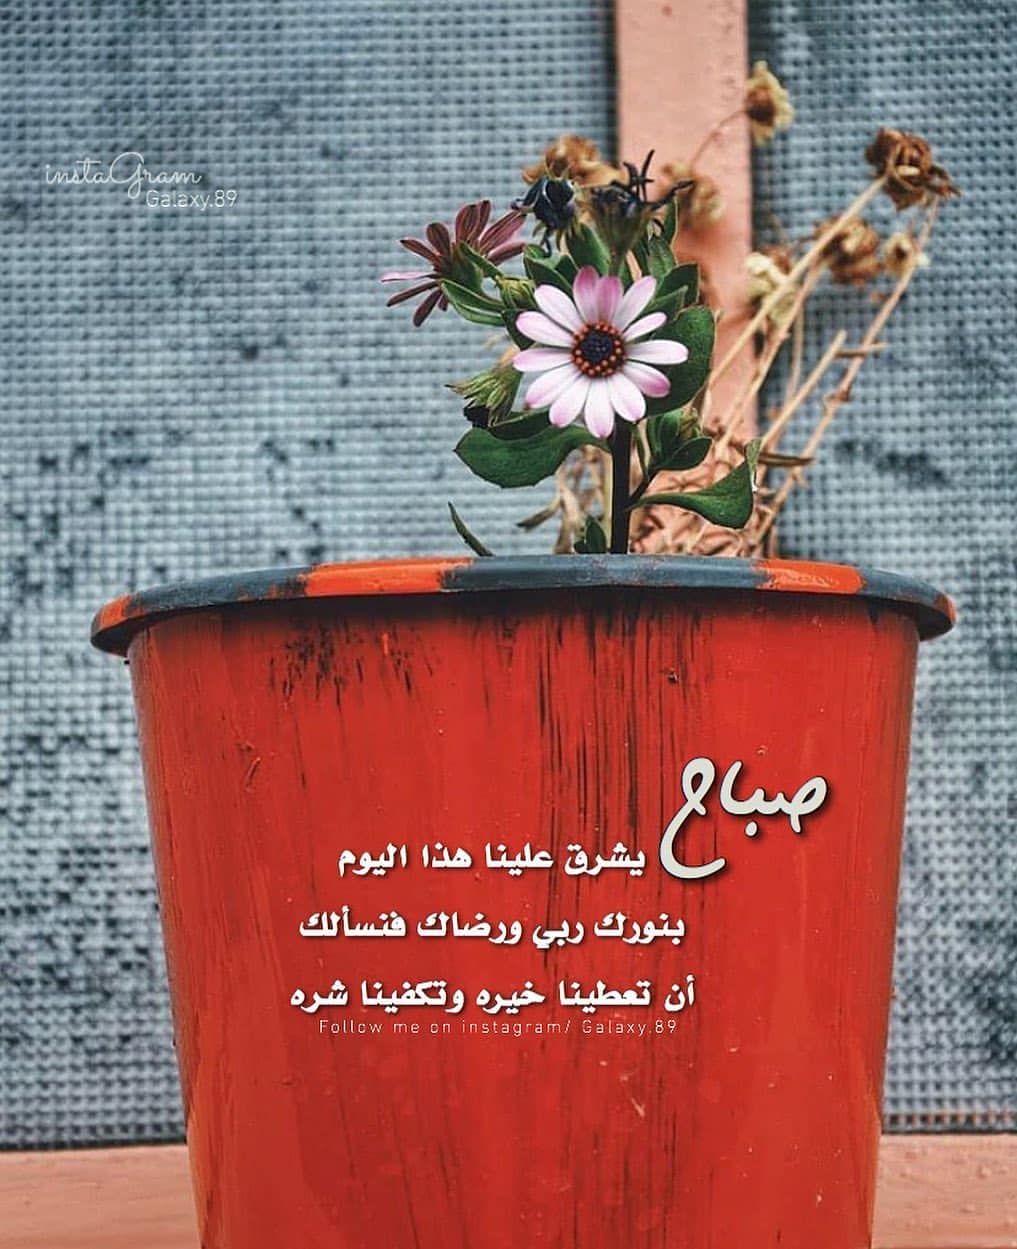 instaGram
Galaxy.89
صباح
يشرق علينا هذا اليوم
بنورك ربي ورضاك فنسألك
أن تعطينا خيره وتكفينا شره
Follow me on instagram/ Galaxy.89